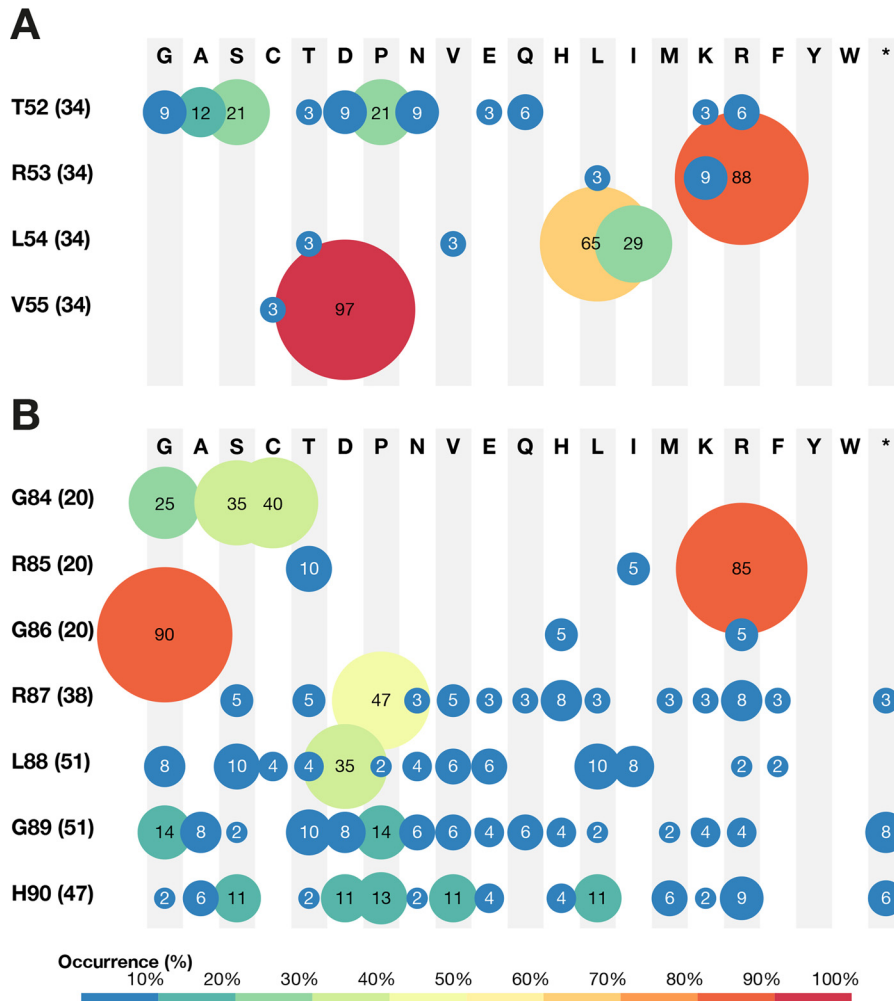 A
G A S C T D P N V E Q H L I M K R F Y W *
T52 (34) 9 12 21 3 9 21 9 3 6 3 6
R53 (34) 3 9 88
L54 (34) 3 3 65 29
V55 (34) 3 97
B
G A S C T D P N V E Q H L I M K R F Y W *
G84 (20) 25 35 40
R85 (20) 10 5 85
G86 (20) 90 5 5
R87 (38) 5 5 47 3 5 3 3 8 3 3 3 8 3 3
L88 (51) 8 10 4 4 35 2 4 6 6 10 8 2 2
G89 (51) 14 8 2 10 8 14 6 6 4 6 4 2 2 4 4 8
H90 (47) 2 6 11 2 11 13 2 11 4 4 11 6 2 9 6
Occurrence (%)
10% 20% 30% 40% 50% 60% 70% 80% 90% 100%